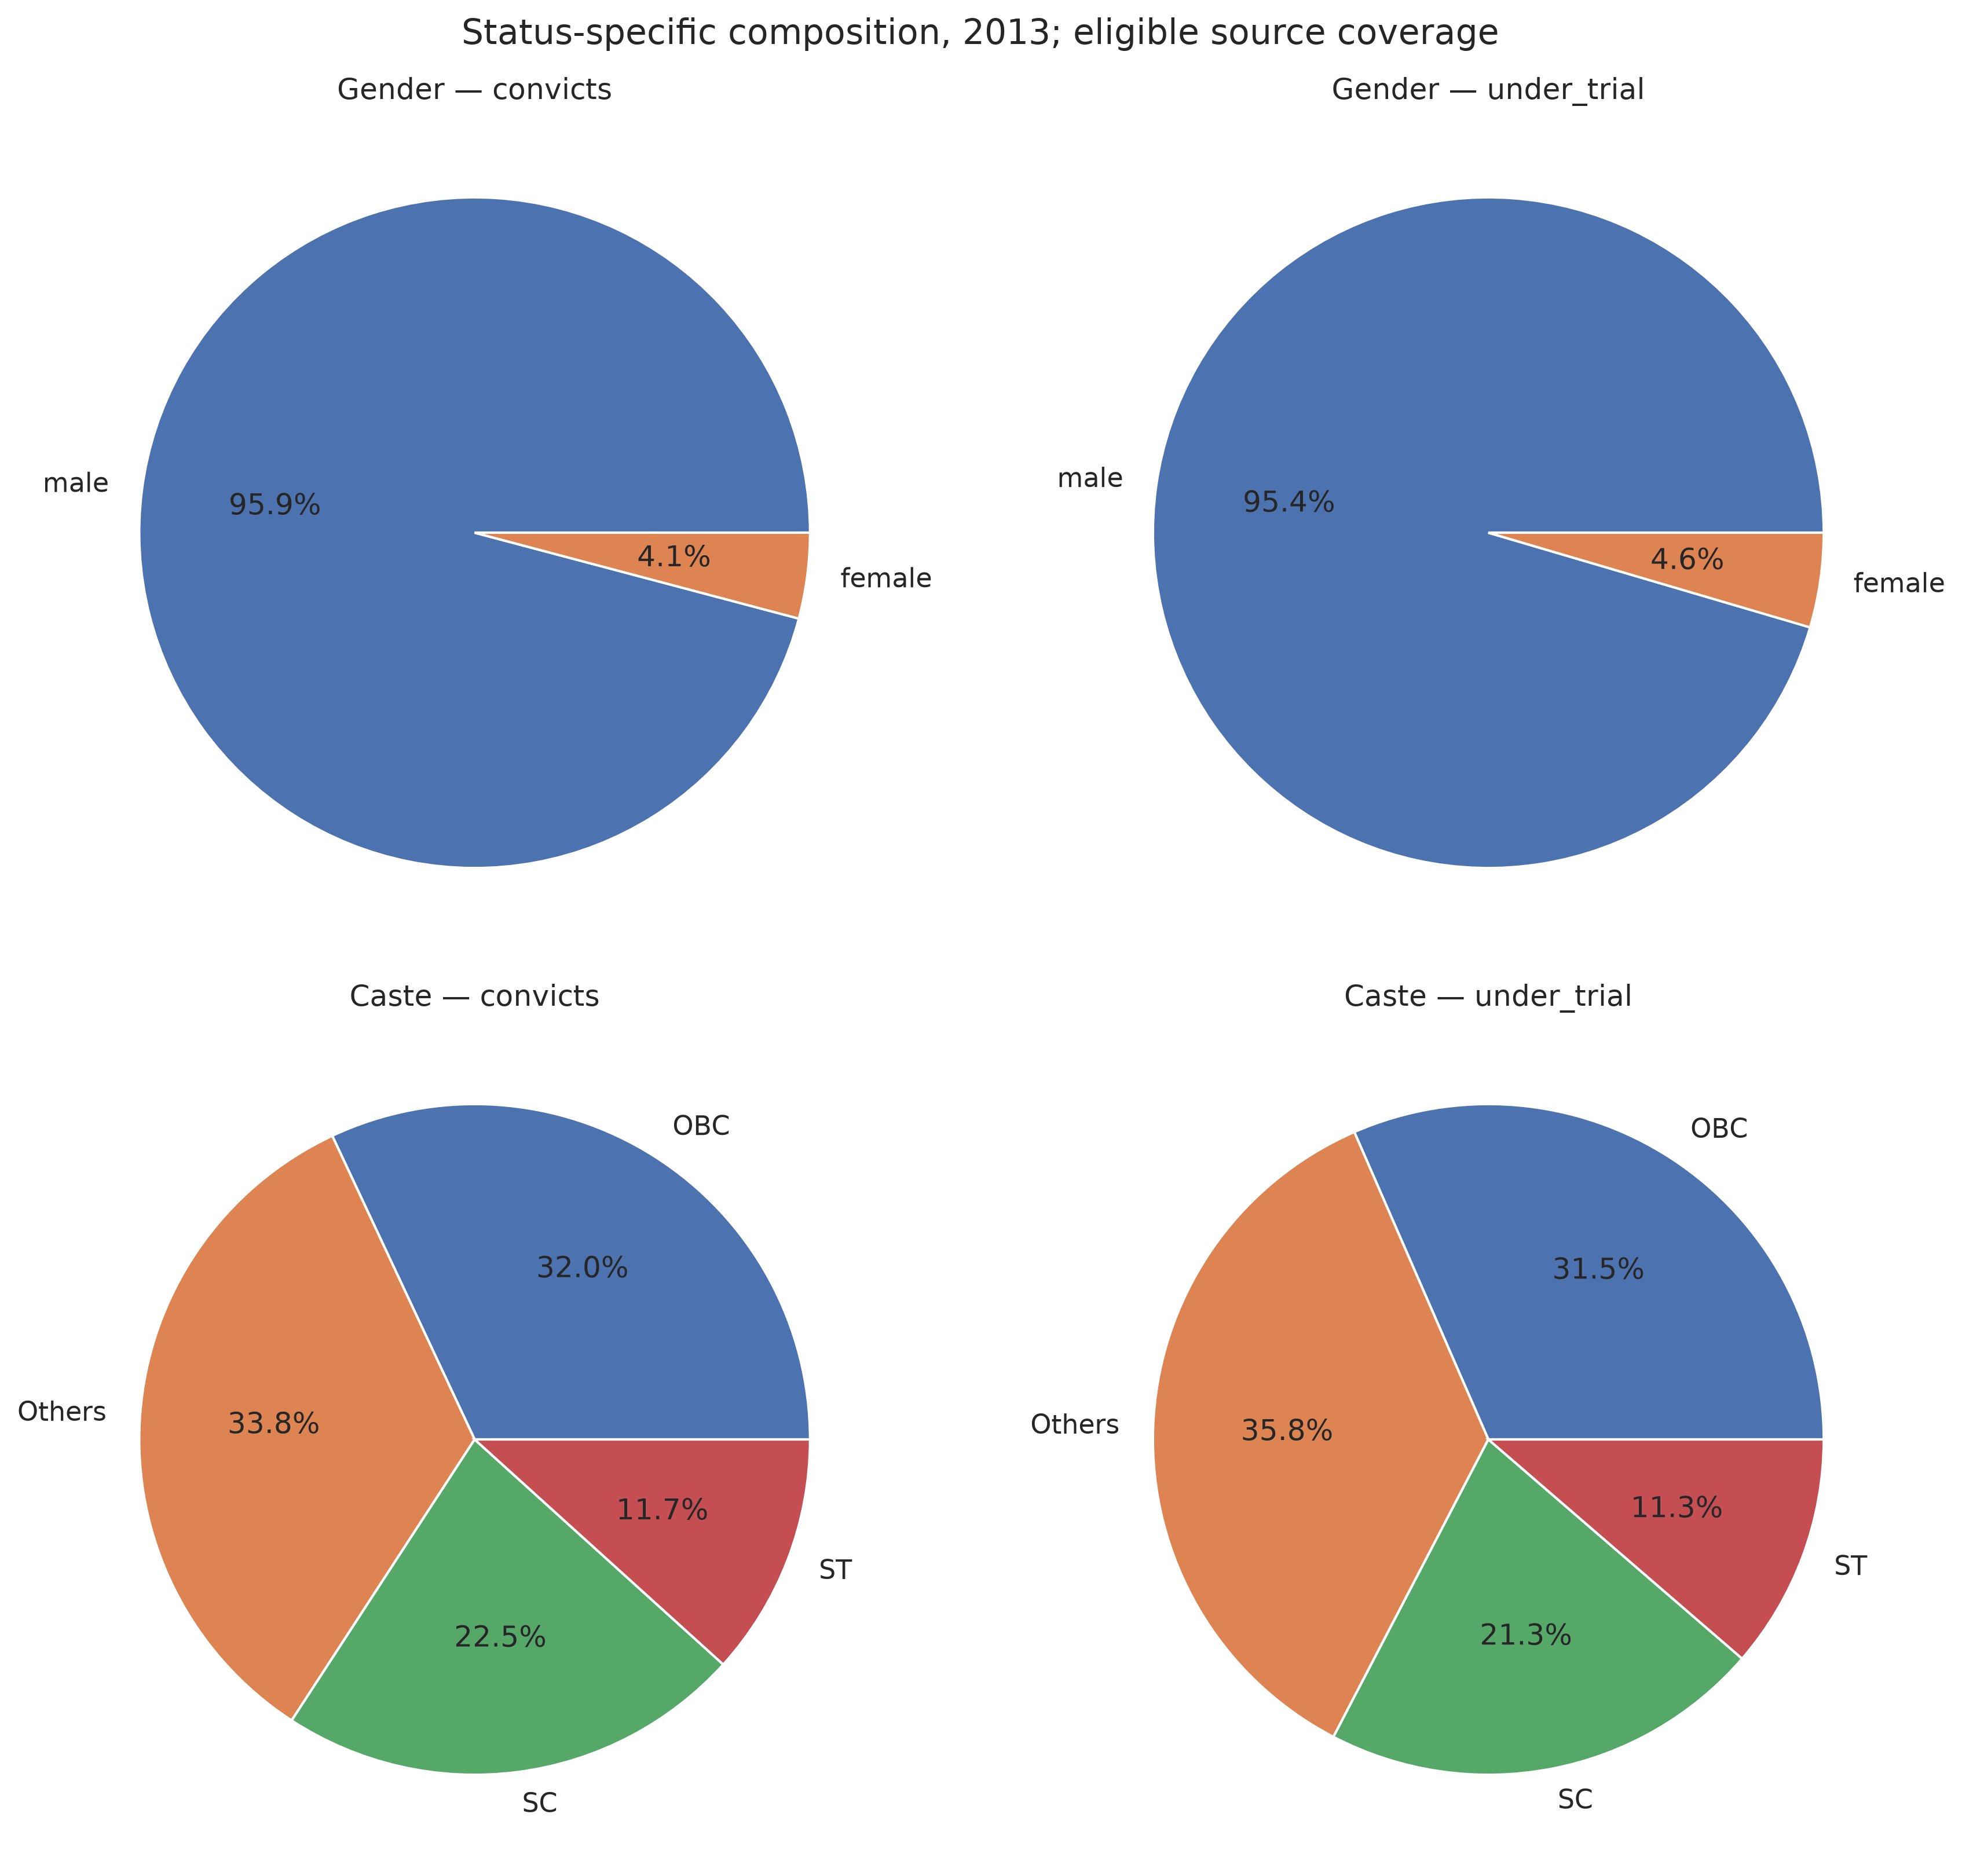 Status-specific composition, 2013; eligible source coverage
Gender — convicts
male
95.9%
4.1%
female
Gender — under_trial
male
95.4%
4.6%
female
Caste — convicts
OBC
32.0%
Others
33.8%
11.7%
ST
22.5%
SC
Caste — under_trial
OBC
31.5%
Others
35.8%
11.3%
ST
21.3%
SC